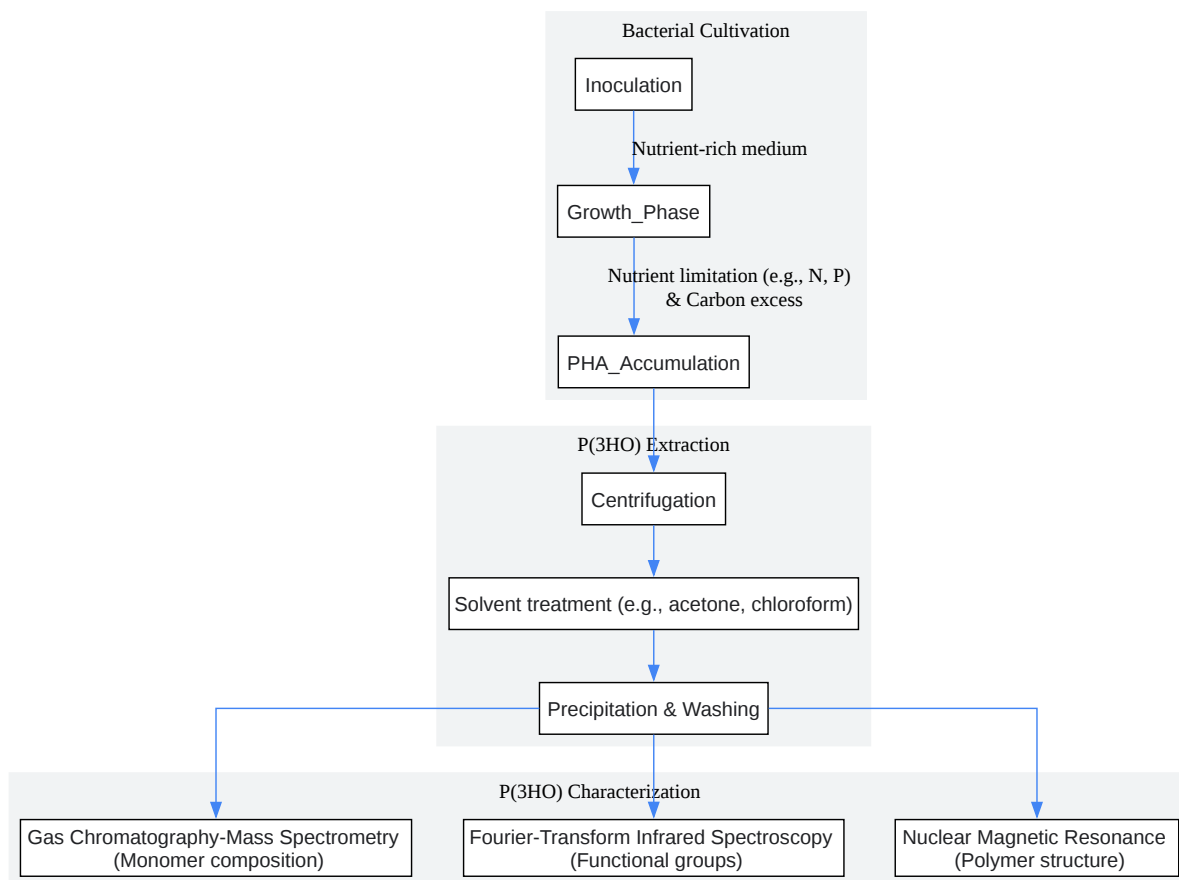 Bacterial Cultivation
Inoculation
Nutrient-rich medium
Growth_Phase
Nutrient limitation (e.g., N, P)
& Carbon excess
PHA_Accumulation
P(3HO) Extraction
Centrifugation
Solvent treatment (e.g., acetone, chloroform)
Precipitation & Washing
P(3HO) Characterization
Gas Chromatography-Mass Spectrometry
(Monomer composition)
Fourier-Transform Infrared Spectroscopy
(Functional groups)
Nuclear Magnetic Resonance
(Polymer structure)